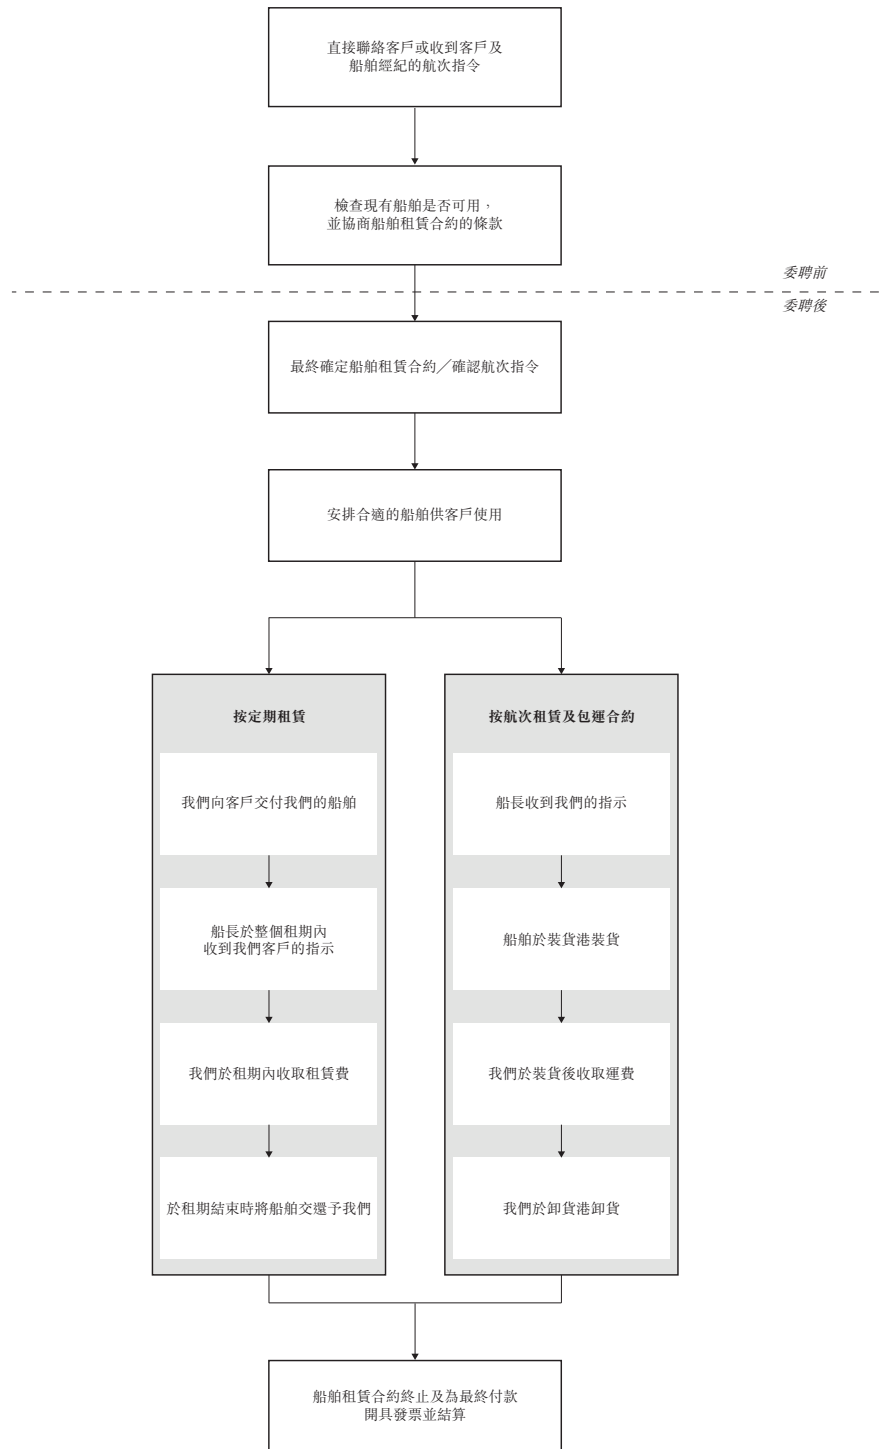 直接聯絡客戶或收到客戶及
船舶經紀的航次指令
檢查現有船舶是否可用，
並協商船舶租賃合約的條款
委聘前
委聘後
最終確定船舶租賃合約╱確認航次指令
安排合適的船舶供客戶使用
按定期租賃
我們向客戶交付我們的船舶
船長於整個租期內
收到我們客戶的指示
我們於租期內收取租賃費
於租期結束時將船舶交還予我們
按航次租賃及包運合約
船長收到我們的指示
船舶於裝貨港裝貨
我們於裝貨後收取運費
我們於卸貨港卸貨
船舶租賃合約終止及為最終付款
開具發票並結算